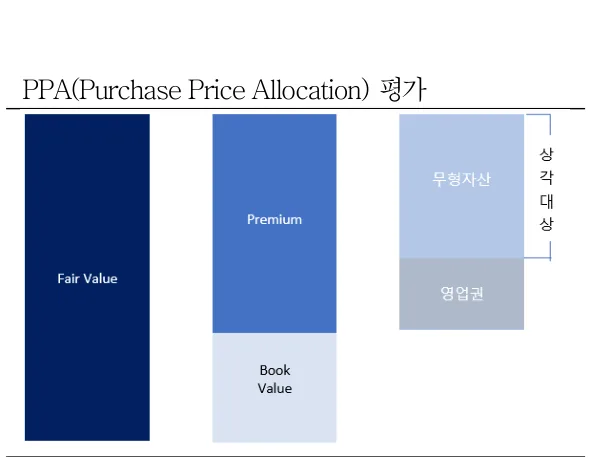 PPA(Purchase Price Allocation) 평가
Fair Value
Premium
Book
Value
무형자산
영업권
상
각
대
상